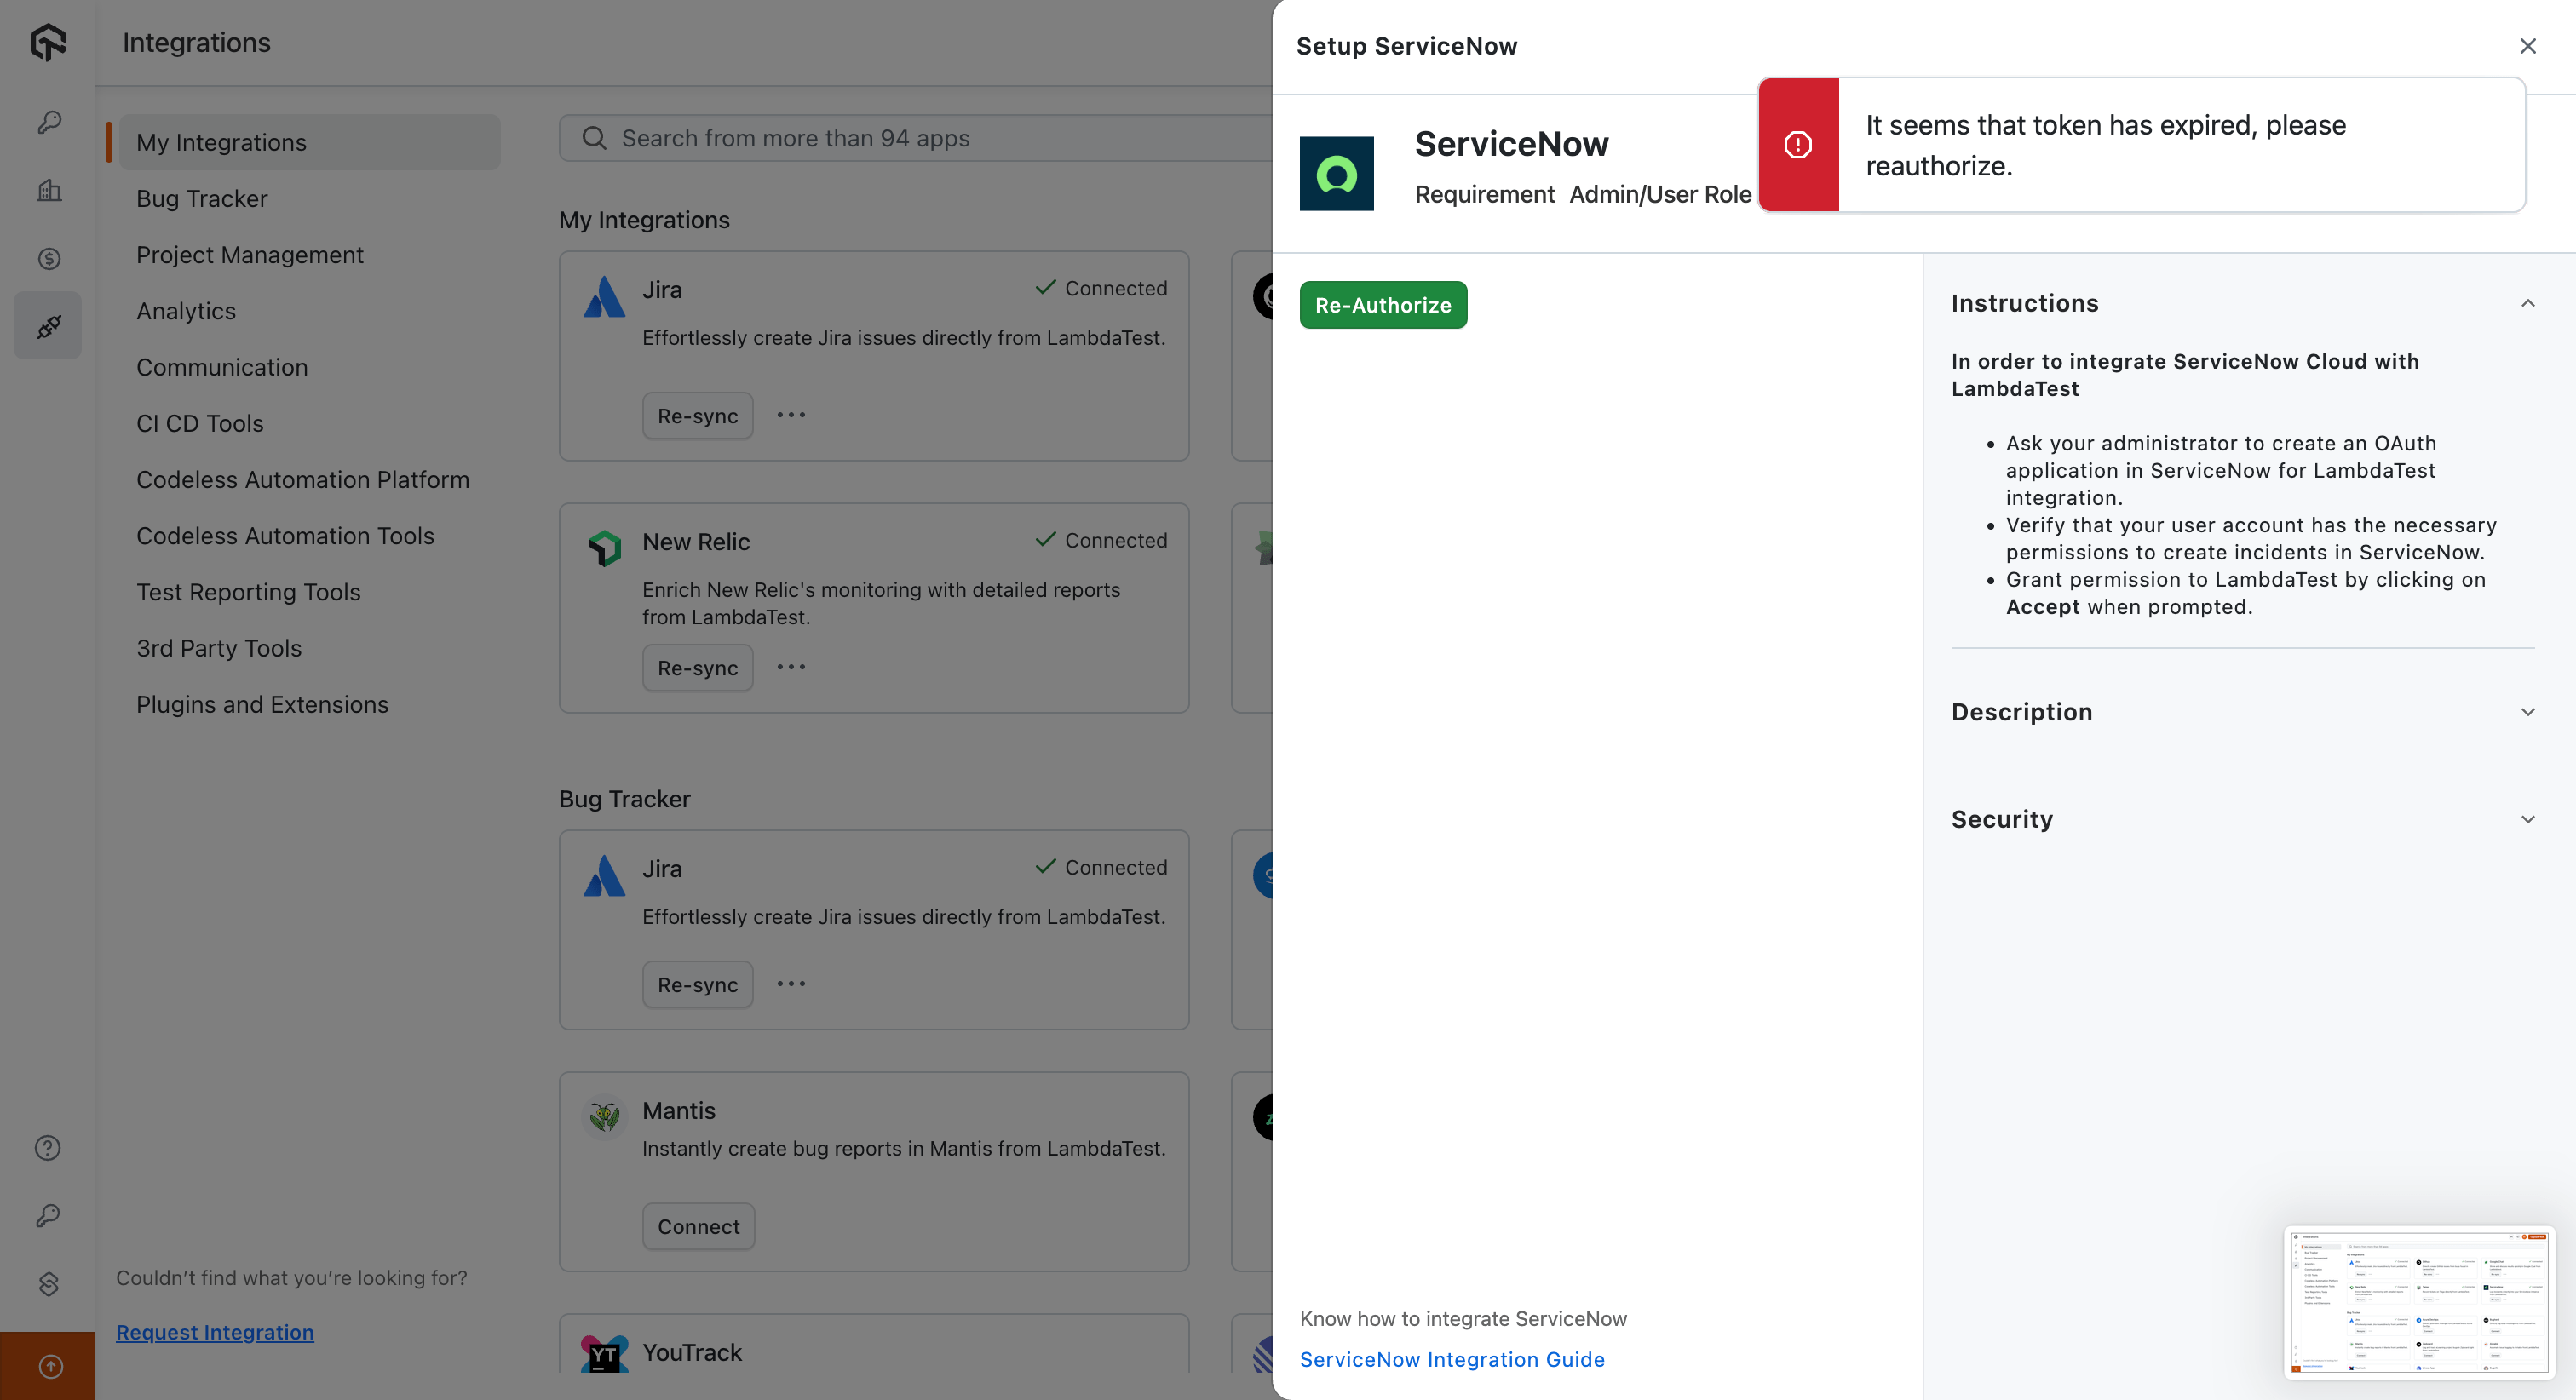 Integrations
My Integrations
Bug Tracker
Project Management
Analytics
Communication
CI CD Tools
Codeless Automation Platform
Codeless Automation Tools
Test Reporting Tools
3rd Party Tools
Plugins and Extensions
Couldn't find what you're looking for?
Request Integration
Search from more than 94 apps
My Integrations
Jira
Connected
Effortlessly create Jira issues directly from LambdaTest.
Re-sync
New Relic
Connected
Enrich New Relic's monitoring with detailed reports
from LambdaTest.
Re-sync
Bug Tracker
Jira
Connected
Effortlessly create Jira issues directly from LambdaTest.
Re-sync
Mantis
Instantly create bug reports in Mantis from LambdaTest.
Connect
YT
YouTrack
Setup ServiceNow
ServiceNow
Requirement Admin/User Role
It seems that token has expired, please
reauthorize.
Re-Authorize
Know how to integrate ServiceNow
ServiceNow Integration Guide
Instructions
In order to integrate ServiceNow Cloud with
LambdaTest
• Ask your administrator to create an OAuth
application in ServiceNow for LambdaTest
integration.
• Verify that your user account has the necessary
permissions to create incidents in ServiceNow.
• Grant permission to LambdaTest by clicking on
Accept when prompted.
Description
Security